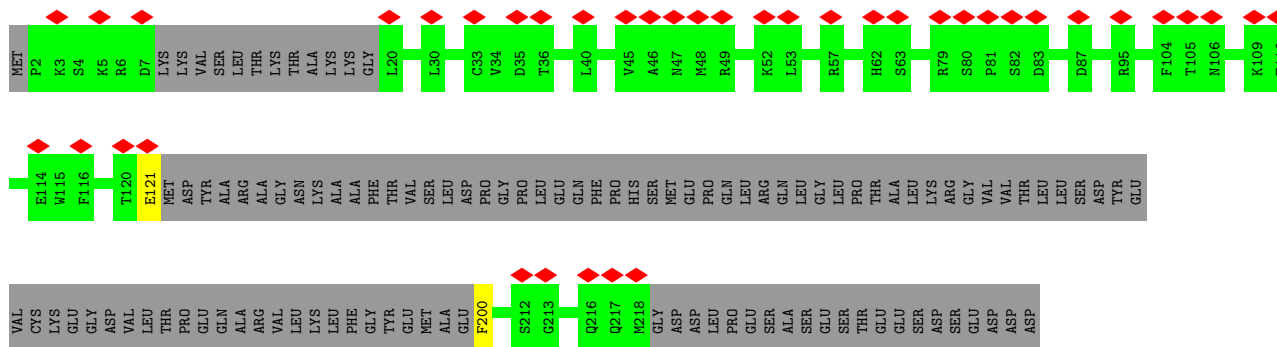 MET P2 K3 S4 K5 R6 D7 LYS LYS VAL SER LEU THR LYS THR ALA LYS LYS GLY L20 L30 C33 V34 D35 T36 L40 V45 A46 N47 M48 R49 K52 L53 R57 H62 S63 R79 S80 P81 S82 D83 D87 R95 F104 T105 N106 K109
E114 W115 F116 T120 E121 MET ASP TYR ALA ARG ALA GLY ASN LYS ALA ALA PHE THR VAL SER LEU ASP PRO GLY PRO LEU GLU GLN PHE PRO HIS SER MET GLU PRO GLN LEU ARG GLN LEU GLY LEU PRO THR ALA LEU LYS ARG GLY VAL VAL THR LEU LEU SER ASP TYR GLU
VAL CYS LYS GLU GLY ASP VAL LEU THR PRO GLU GLN ALA ARG VAL LEU LYS LEU PHE GLY TYR GLU MET ALA GLU F200 S212 G213 Q216 Q217 M218 GLY ASP ASP LEU PRO GLU SER ALA SER GLU SER THR GLU GLU SER ASP SER GLU ASP ASP ASP